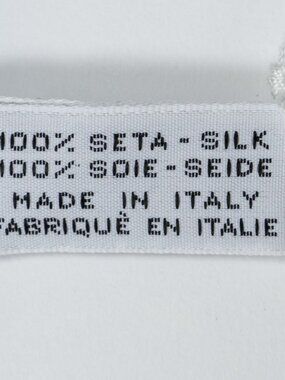 100% SETA - SILK
100% SOIE - SEIDE
MADE IN ITALY
FABRIQUÉ EN ITALIE